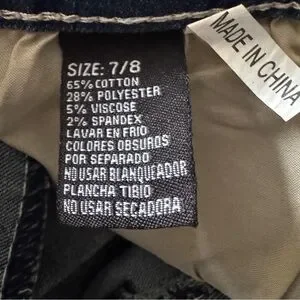 SIZE: 7/8
65% COTTON
28% POLYESTER
5% VISCOSE
2% SPANDEX
LAVAR EN FRIO
COLORES OBSUROS
POR SEPARADO
NO USAR BLANQUEADOR
PLANCHA TIBIO
NO USAR SECADORA
MADE IN CHINA